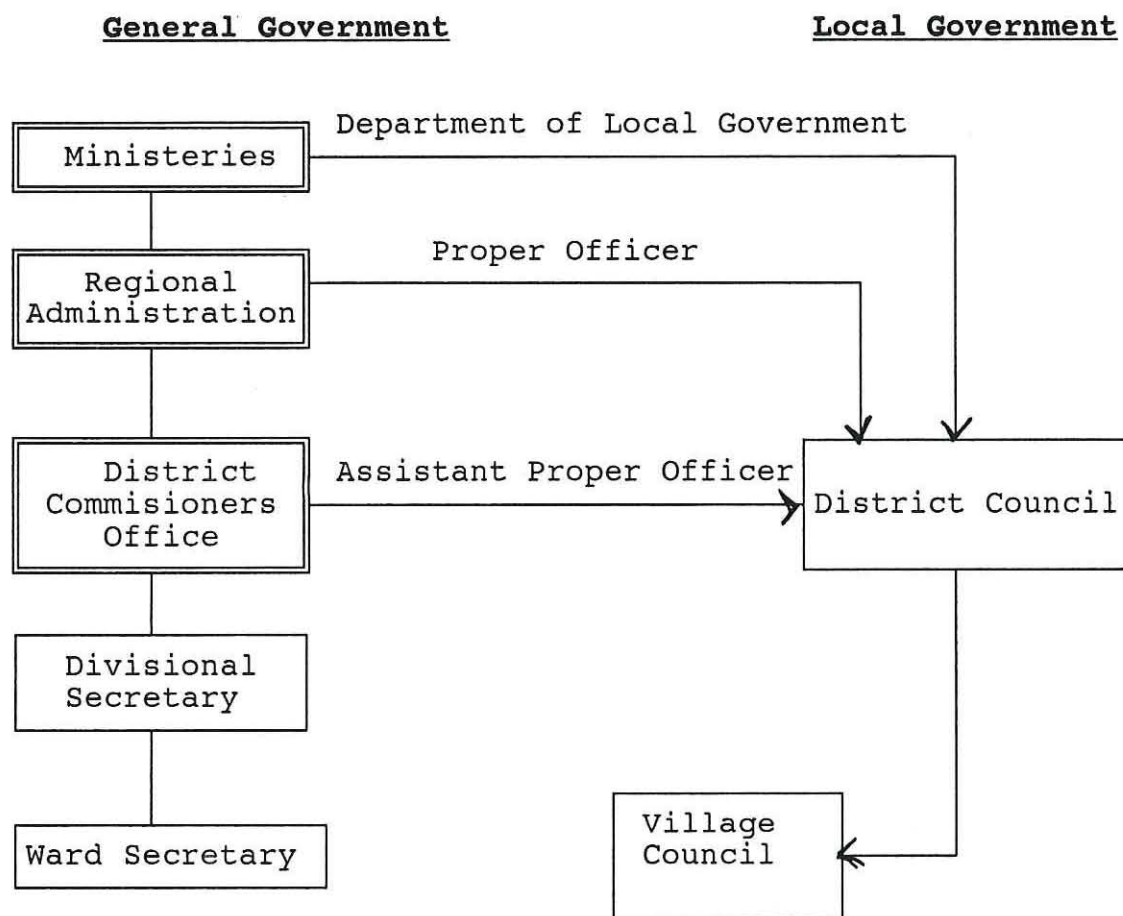 General Government
Local Government
Department of Local Government
Ministeries
Proper Officer
Regional
Administration
District
Commisioners
Office
Assistant Proper Officer
District Council
Divisional
Secretary
Village
Council
Ward Secretary